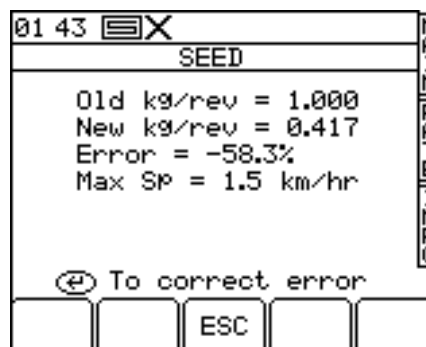 01 43
SEED
Old kg/rev = 1.000
New kg/rev = 0.417
Error = -58.3%
Max SP = 1.5 km/hr
To correct error
ESC